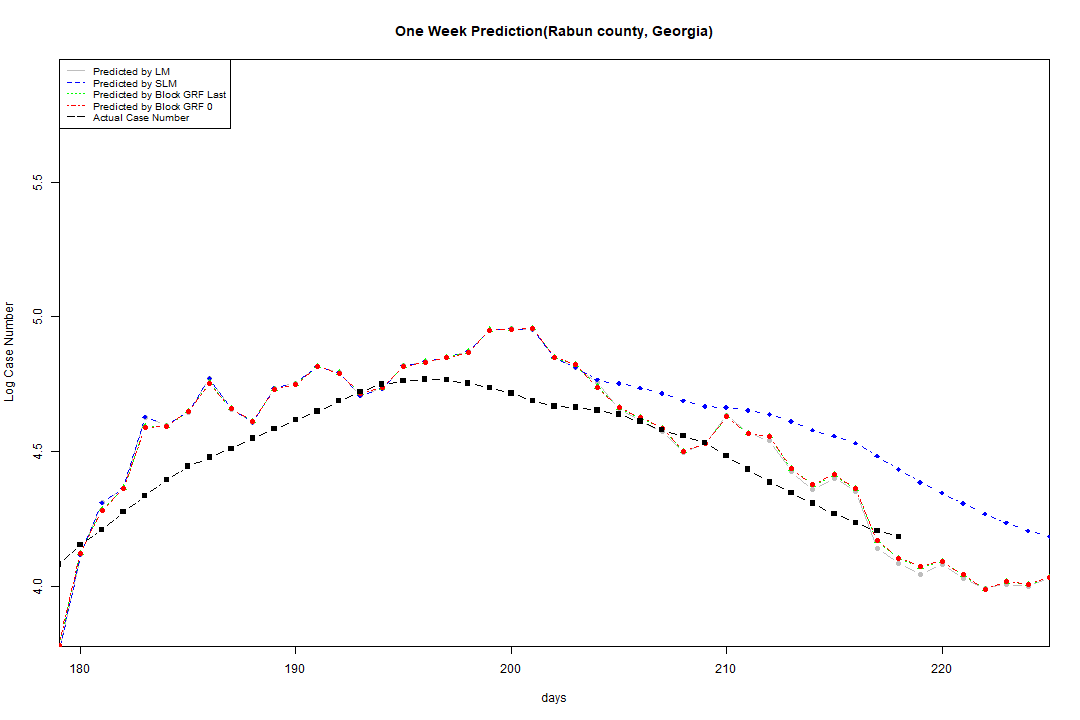 One Week Prediction(Rabun county, Georgia)
Predicted by LM
Predicted by SLM
Predicted by Block GRF Last
Predicted by Block GRF 0
Actual Case Number
5.5
5.0
4.5
4.0
Log Case Number
180 190 200 210 220
days